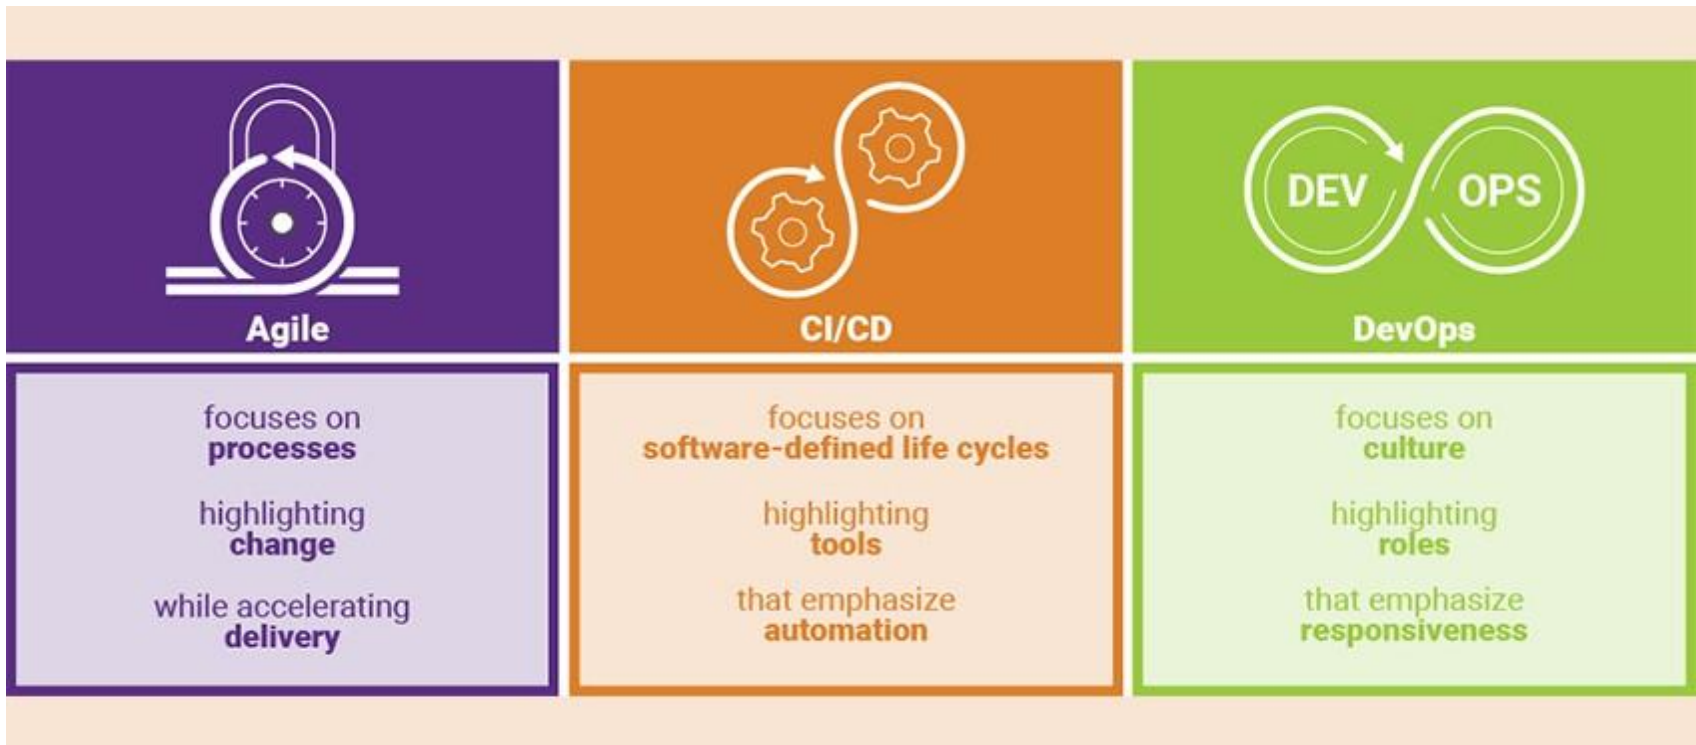 Agile
focuses on
processes
highlighting
change
while accelerating
delivery
CI/CD
focuses on
software-defined life cycles
highlighting
tools
that emphasize
automation
DEV OPS
DevOps
focuses on
culture
highlighting
roles
that emphasize
responsiveness